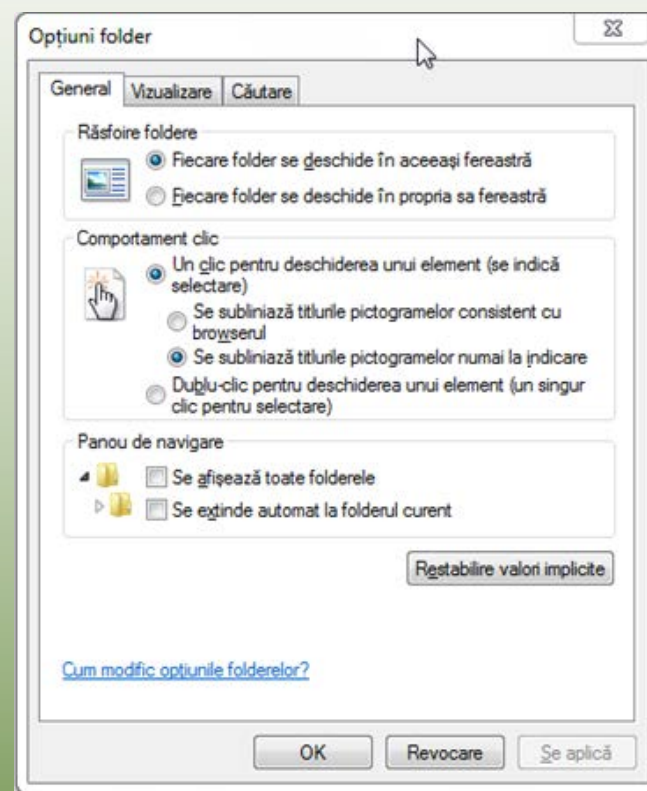 Opțiuni folder
General Vizualizare Căutare
Răsfoire foldere
Fiecare folder se deschide în aceeași fereastră
Fiecare folder se deschide în propria sa fereastră
Comportament clic
Un clic pentru deschiderea unui element (se indică
selectare)
Se subliniază titlurile pictogramelor consistent cu
browserul
Se subliniază titlurile pictogramelor numai la indicare
Dublu-clic pentru deschiderea unui element (un singur
clic pentru selectare)
Panou de navigare
Se afișează toate folderele
Se extinde automat la folderul curent
Restabilire valori implicite
Cum modific opțiunile folderelor?
OK Revocare Se aplică